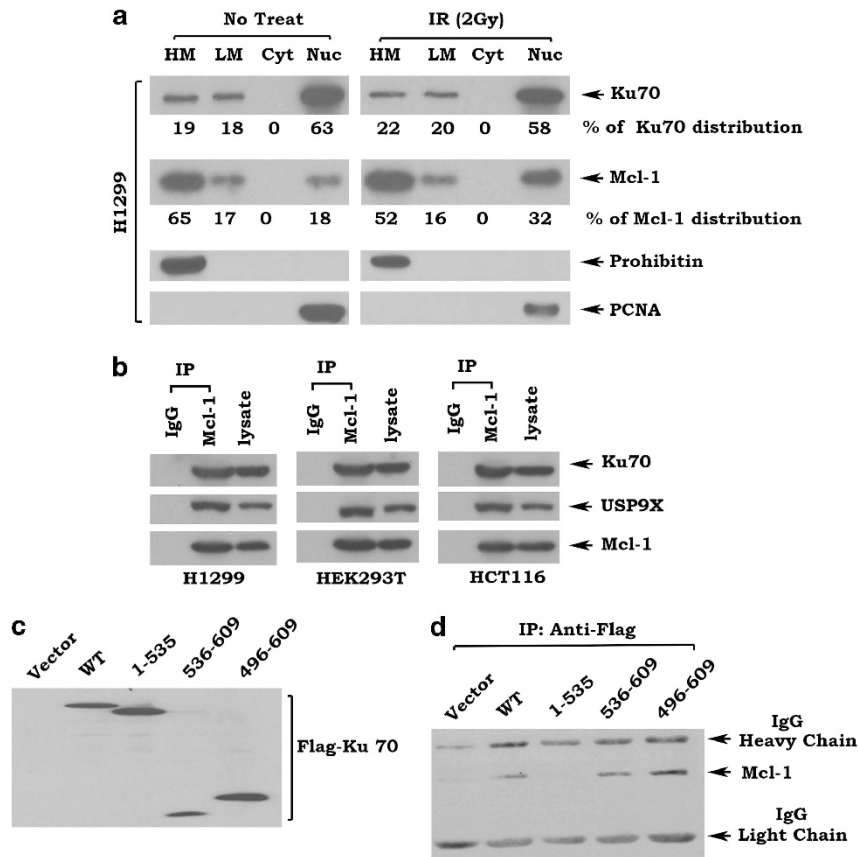 a
No Treat IR (2Gy)
HM LM Cyt Nuc HM LM Cyt Nuc
H1299
Ku70
19 18 0 63 22 20 0 58 % of Ku70 distribution
Mcl-1
65 17 0 18 52 16 0 32 % of Mcl-1 distribution
Prohibitin
PCNA
b
IP IP IP
IgG Mcl-1 lysate IgG Mcl-1 lysate IgG Mcl-1 lysate
Ku70
USP9X
Mcl-1
H1299 HEK293T HCT116
c
Vector WT 1-535 536-609 496-609
Flag-Ku 70
d
IP: Anti-Flag
Vector WT 1-535 536-609 496-609
IgG
Heavy Chain
Mcl-1
IgG
Light Chain